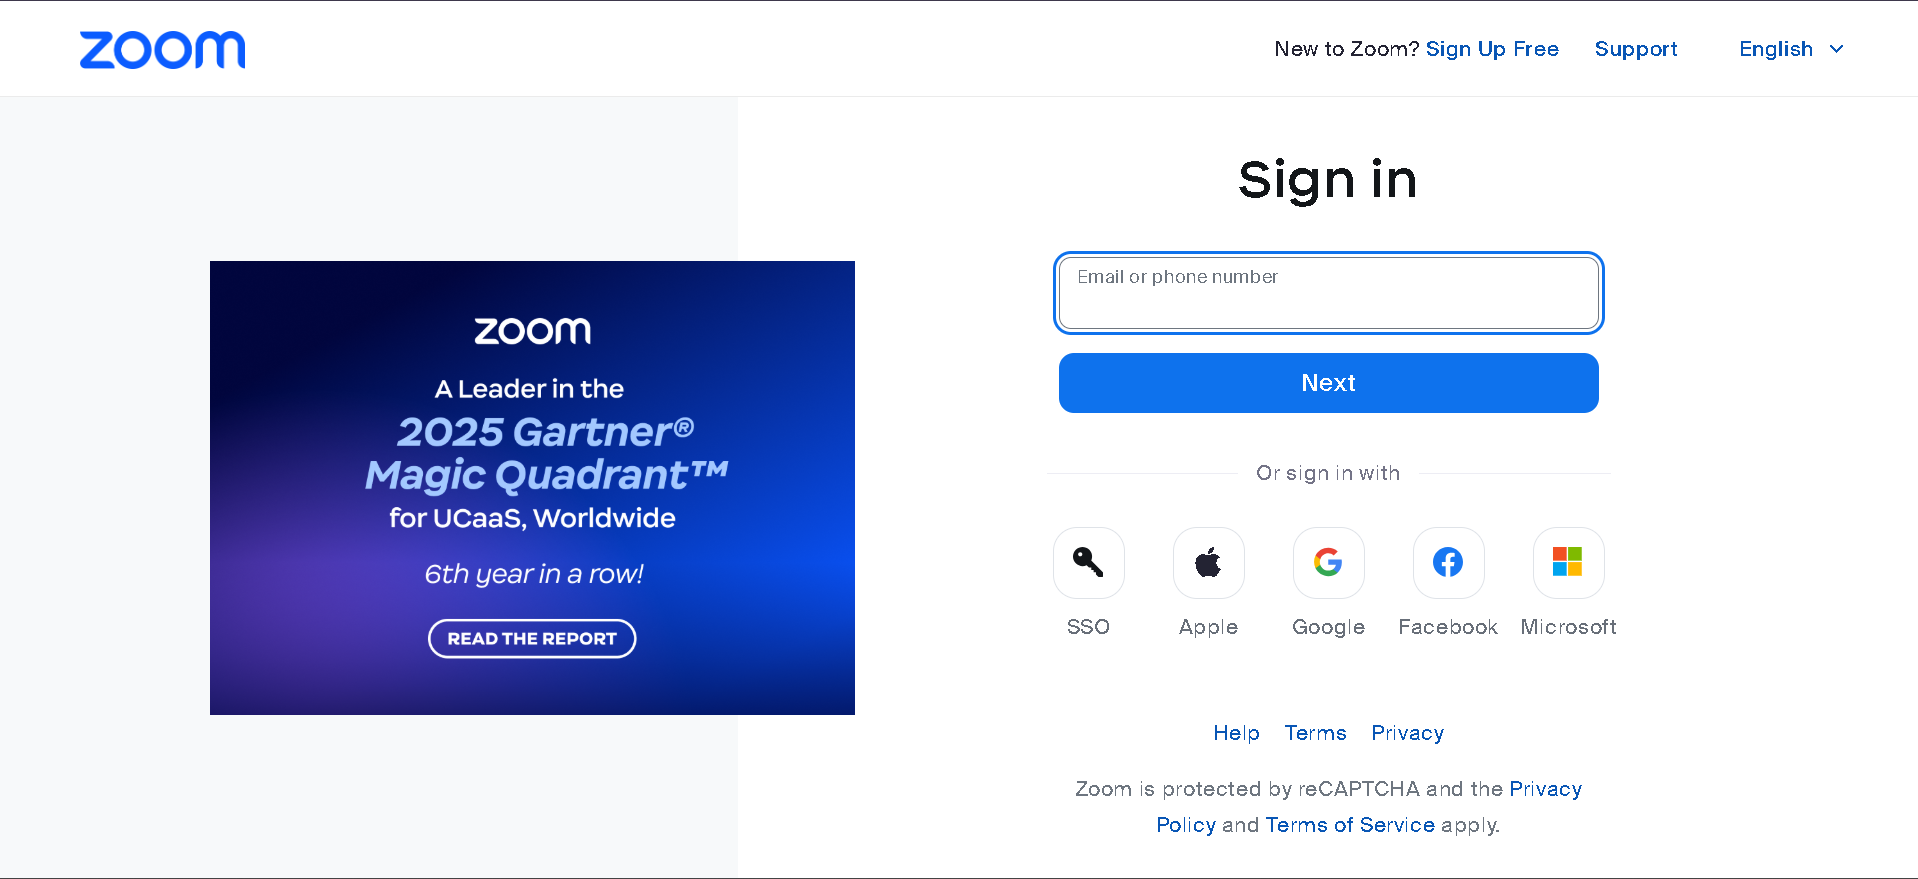 zoom
New to Zoom? Sign Up Free Support English
zoom
A Leader in the
2025 Gartner®
Magic Quadrant™
for UCaaS, Worldwide
6th year in a row!
READ THE REPORT
Sign in
Email or phone number
Next
Or sign in with
SSO Apple Google Facebook Microsoft
Help Terms Privacy
Zoom is protected by reCAPTCHA and the Privacy
Policy and Terms of Service apply.